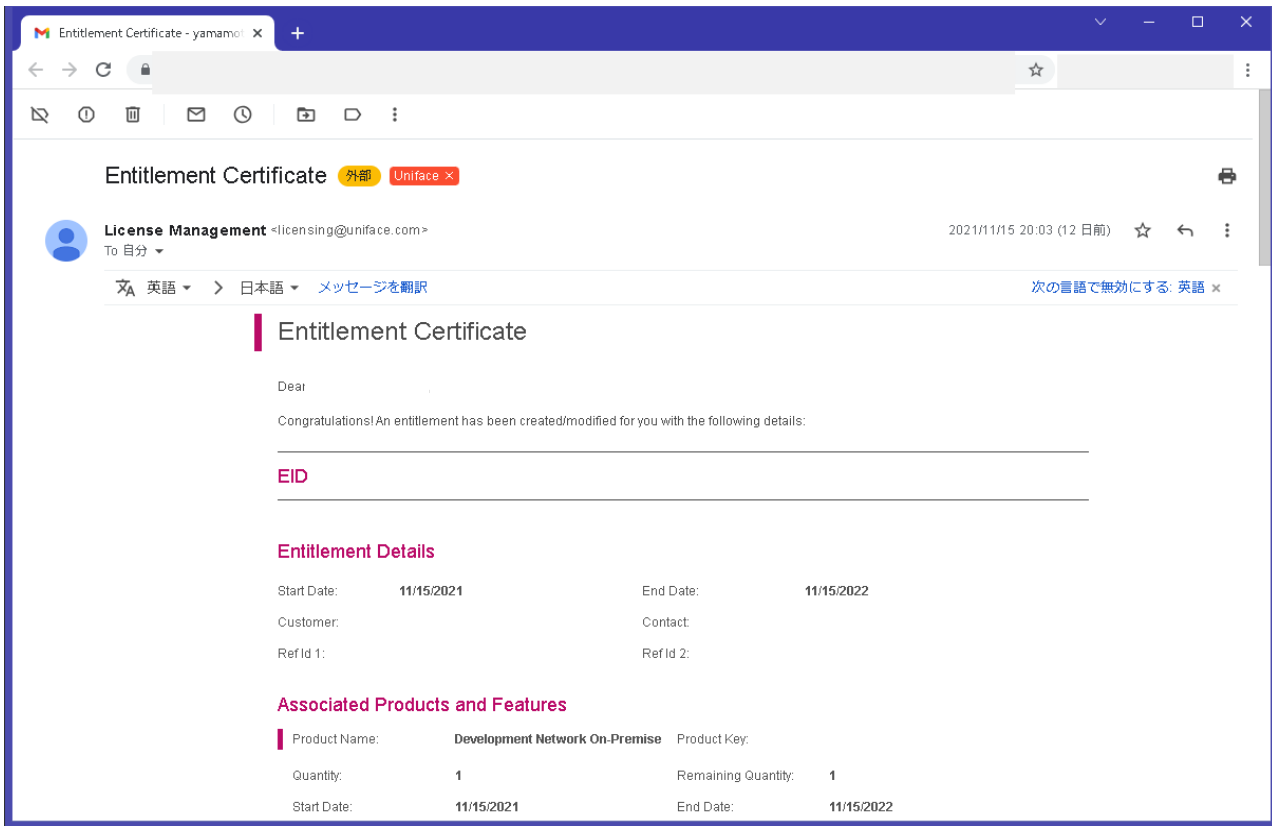 Entitlement Certificate - yamamot
Entitlement Certificate 外部 Uniface ×
License Management <licensing@uniface.com> 2021/11/15 20:03 (12 日前)
To 自分
英語 > 日本語 メッセージを翻訳 次の言語で無効にする: 英語 ×
Entitlement Certificate
Dear
Congratulations! An entitlement has been created/modified for you with the following details:
EID
Entitlement Details
Start Date: 11/15/2021 End Date: 11/15/2022
Customer: Contact:
Ref Id 1: Ref Id 2:
Associated Products and Features
Product Name: Development Network On-Premise Product Key:
Quantity: 1 Remaining Quantity: 1
Start Date: 11/15/2021 End Date: 11/15/2022